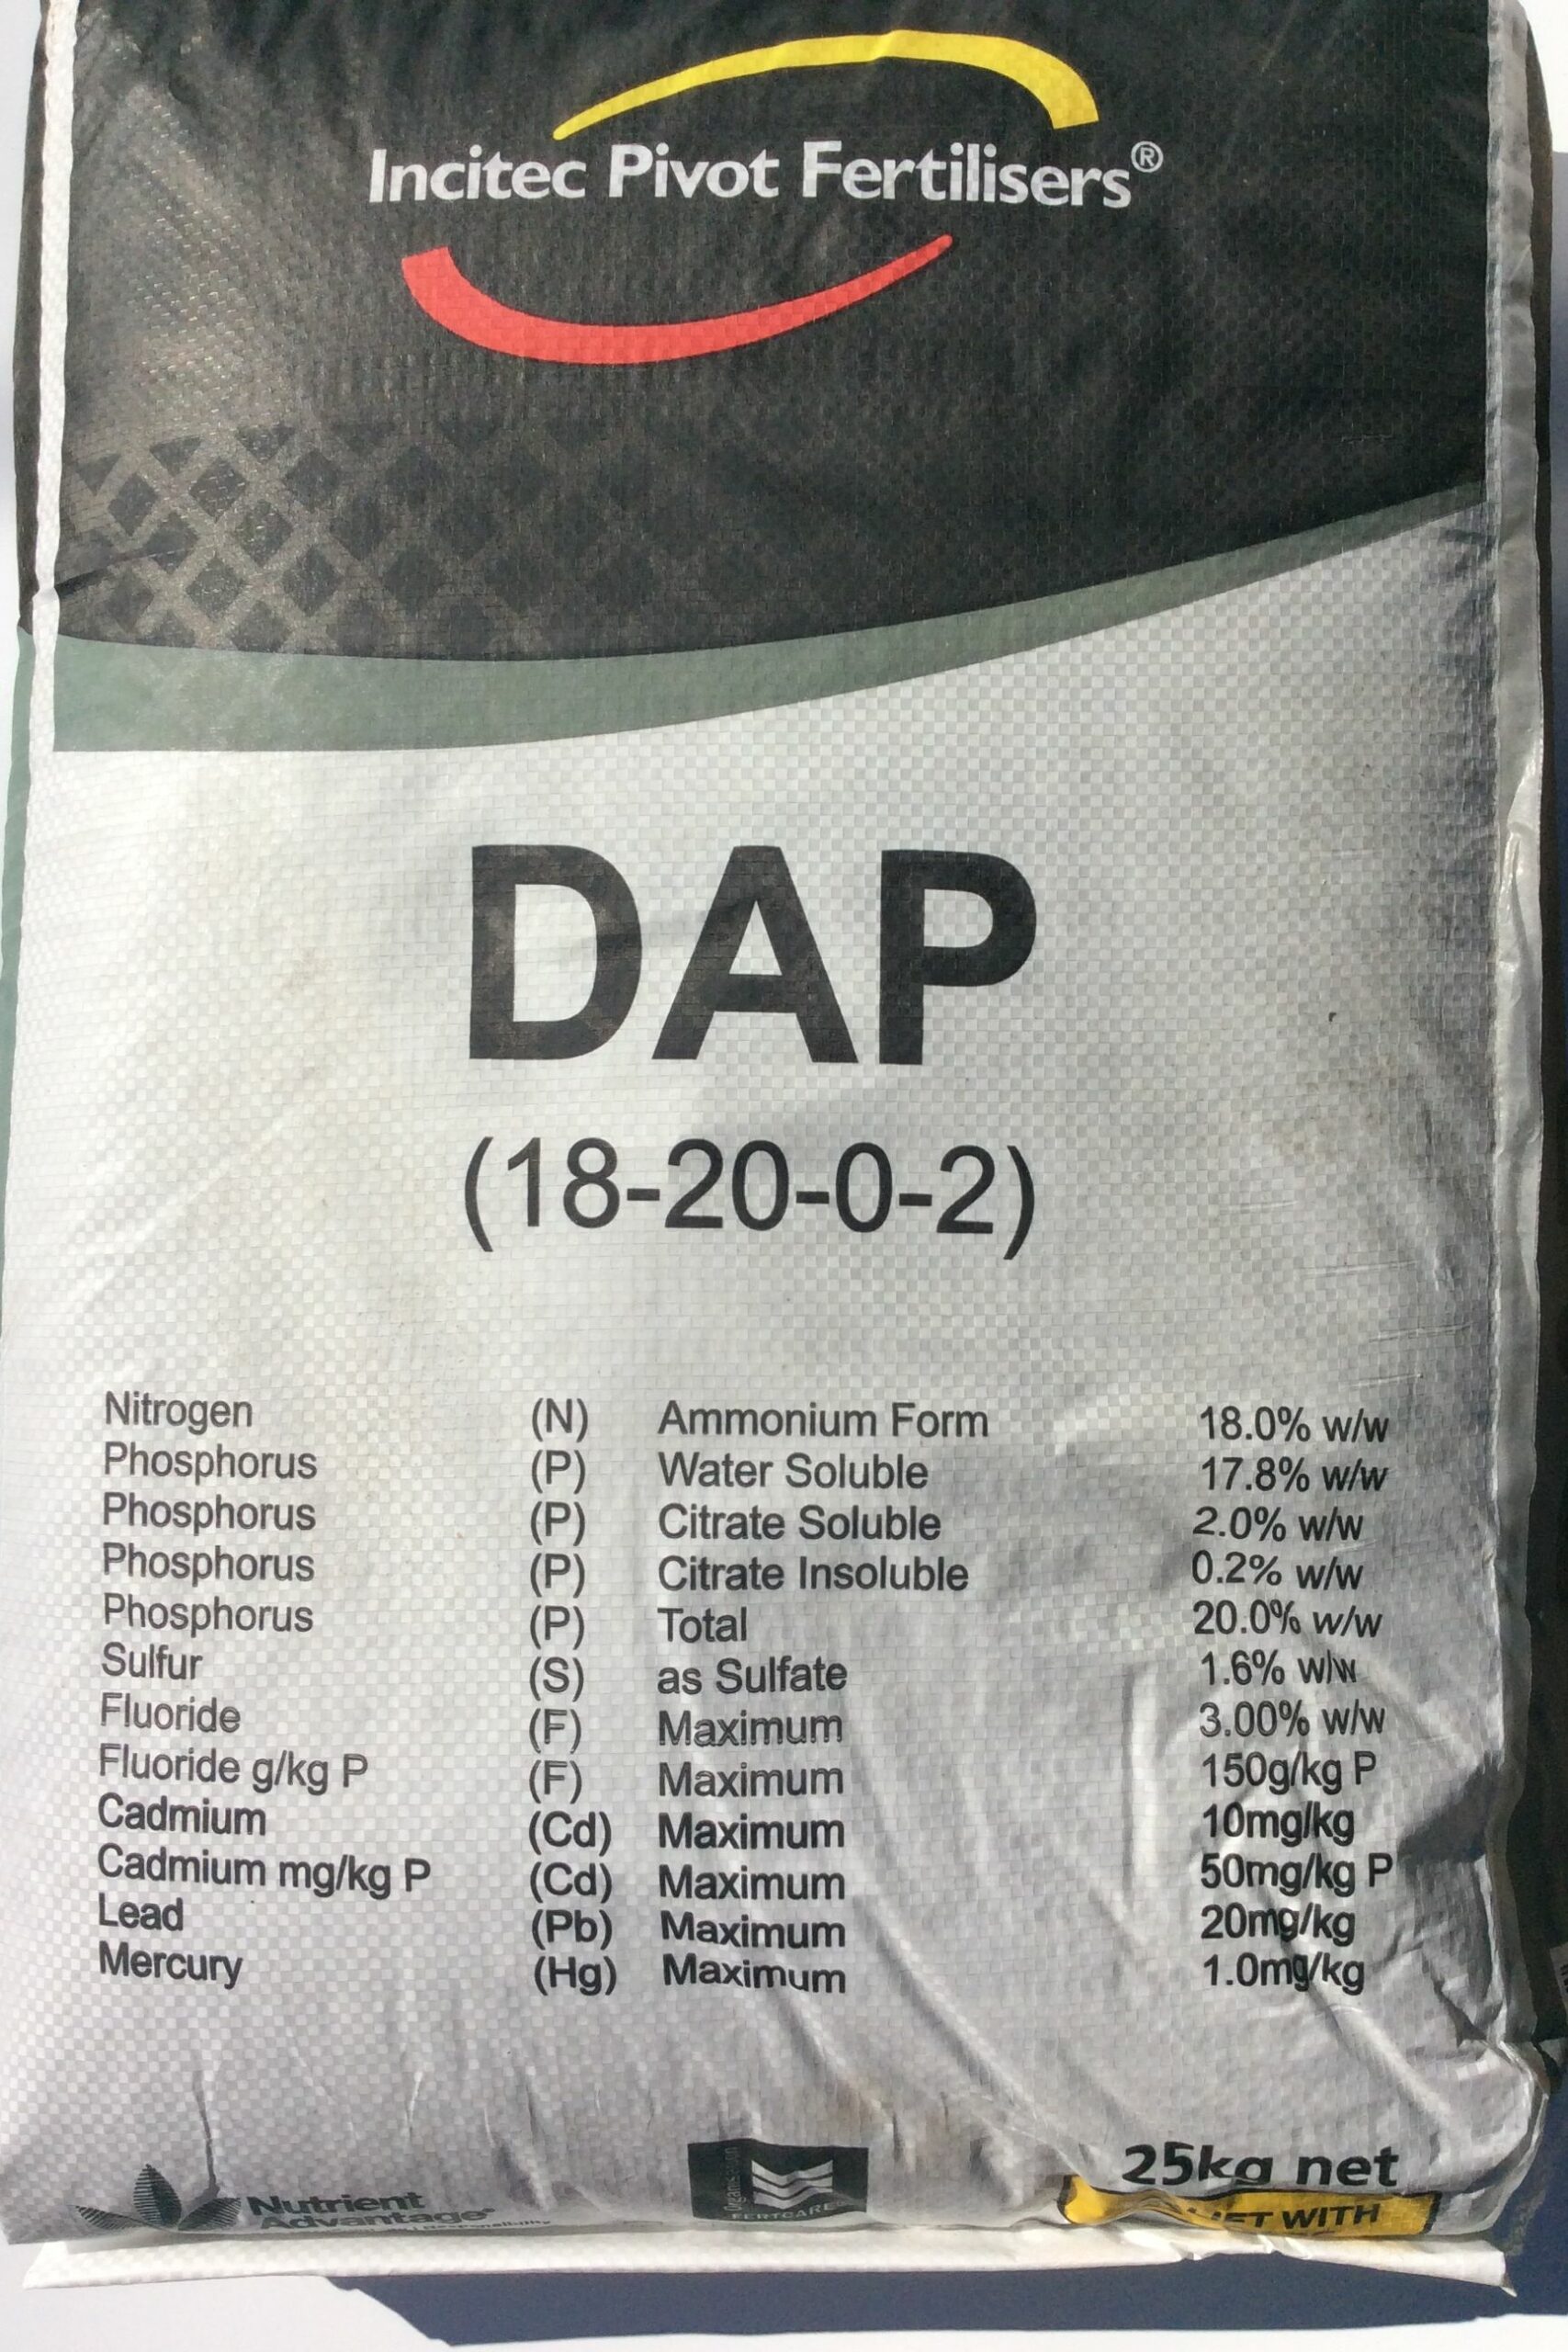 Incitec Pivot Fertilisers®
DAP
(18-20-0-2)
Nitrogen (N) Ammonium Form 18.0% w/w
Phosphorus (P) Water Soluble 17.8% w/w
Phosphorus (P) Citrate Soluble 2.0% w/w
Phosphorus (P) Citrate Insoluble 0.2% w/w
Phosphorus (P) Total 20.0% w/w
Sulfur (S) as Sulfate 1.6% w/w
Fluoride (F) Maximum 3.00% w/w
Fluoride g/kg P (F) Maximum 150g/kg P
Cadmium (Cd) Maximum 10mg/kg
Cadmium mg/kg P (Cd) Maximum 50mg/kg P
Lead (Pb) Maximum 20mg/kg
Mercury (Hg) Maximum 1.0mg/kg
25kg net
Nutrient
Advantage®
FERTCARE
WITH